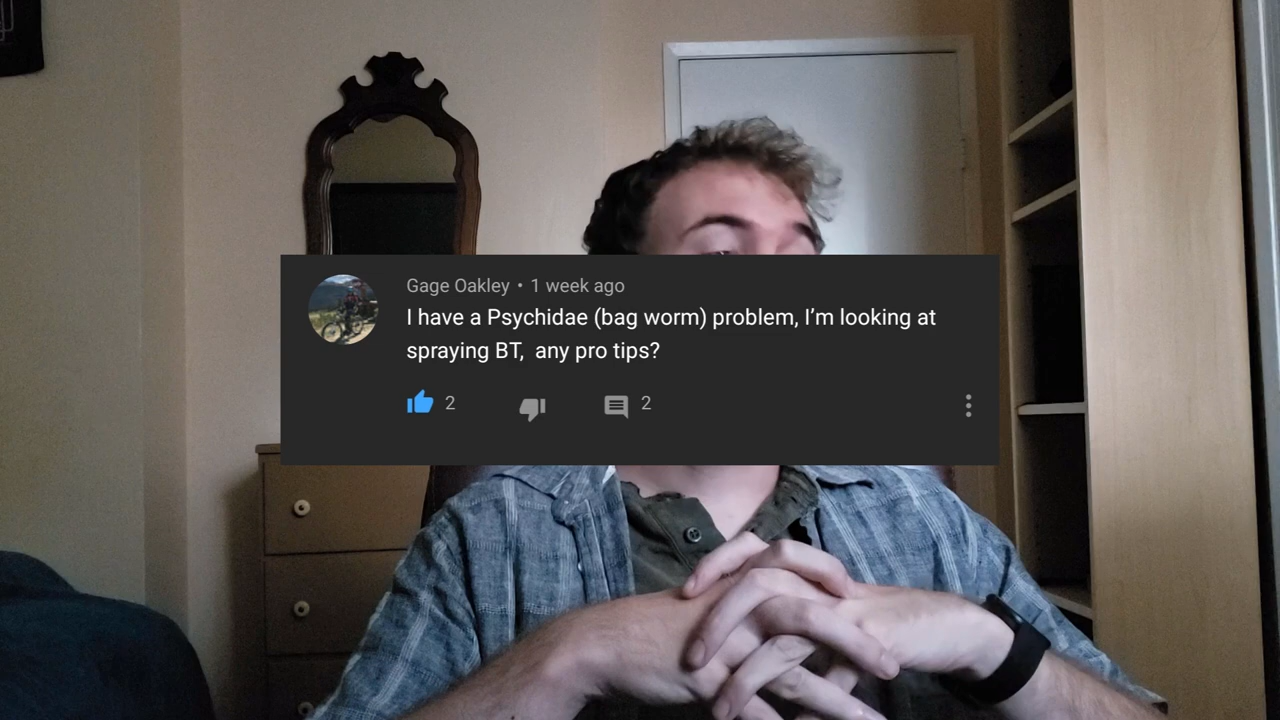 Gage Oakley • 1 week ago
I have a Psychidae (bag worm) problem, I’m looking at
spraying BT,  any pro tips?
2
2